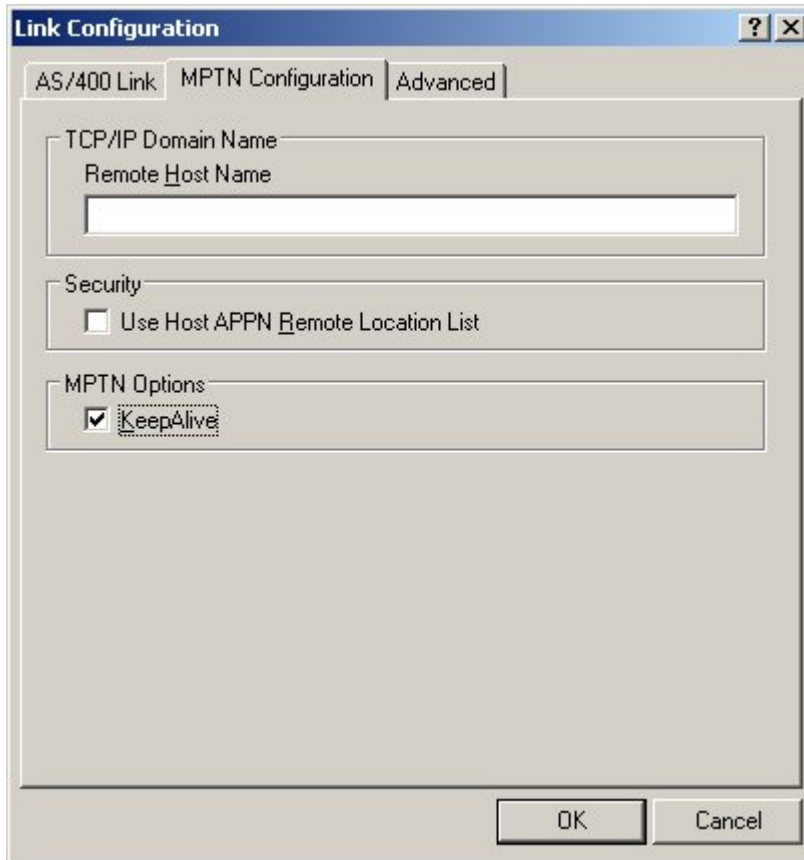 Link Configuration
AS/400 Link MPTN Configuration Advanced
TCP/IP Domain Name
Remote Host Name
Security
Use Host APPN Remote Location List
MPTN Options
KeepAlive
OK Cancel